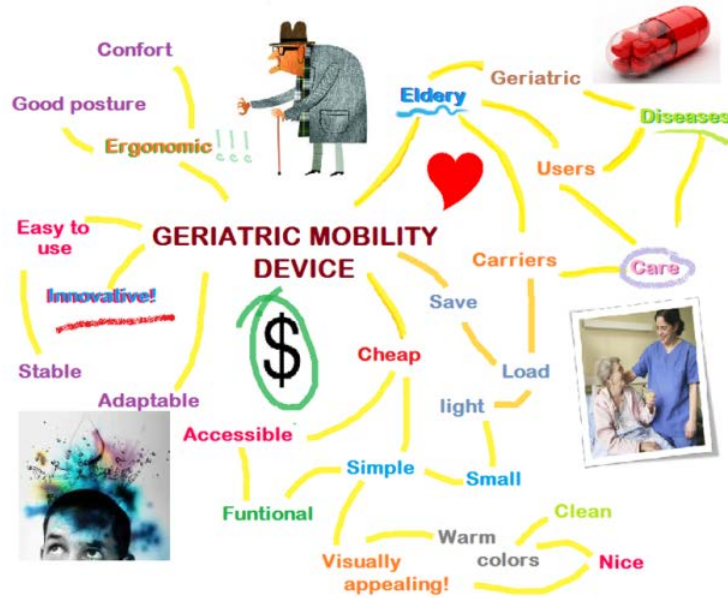 Confort
Good posture
Ergonomic !!!
Geriatric
Eldery
Diseases
Users
Easy to
use
GERIATRIC MOBILITY
DEVICE
Carriers
Care
Innovative!
Save
$
Cheap
Stable
Load
Adaptable
light
Accessible
Simple
Small
Funtional
Clean
Warm
colors
Visually
appealing!
Nice